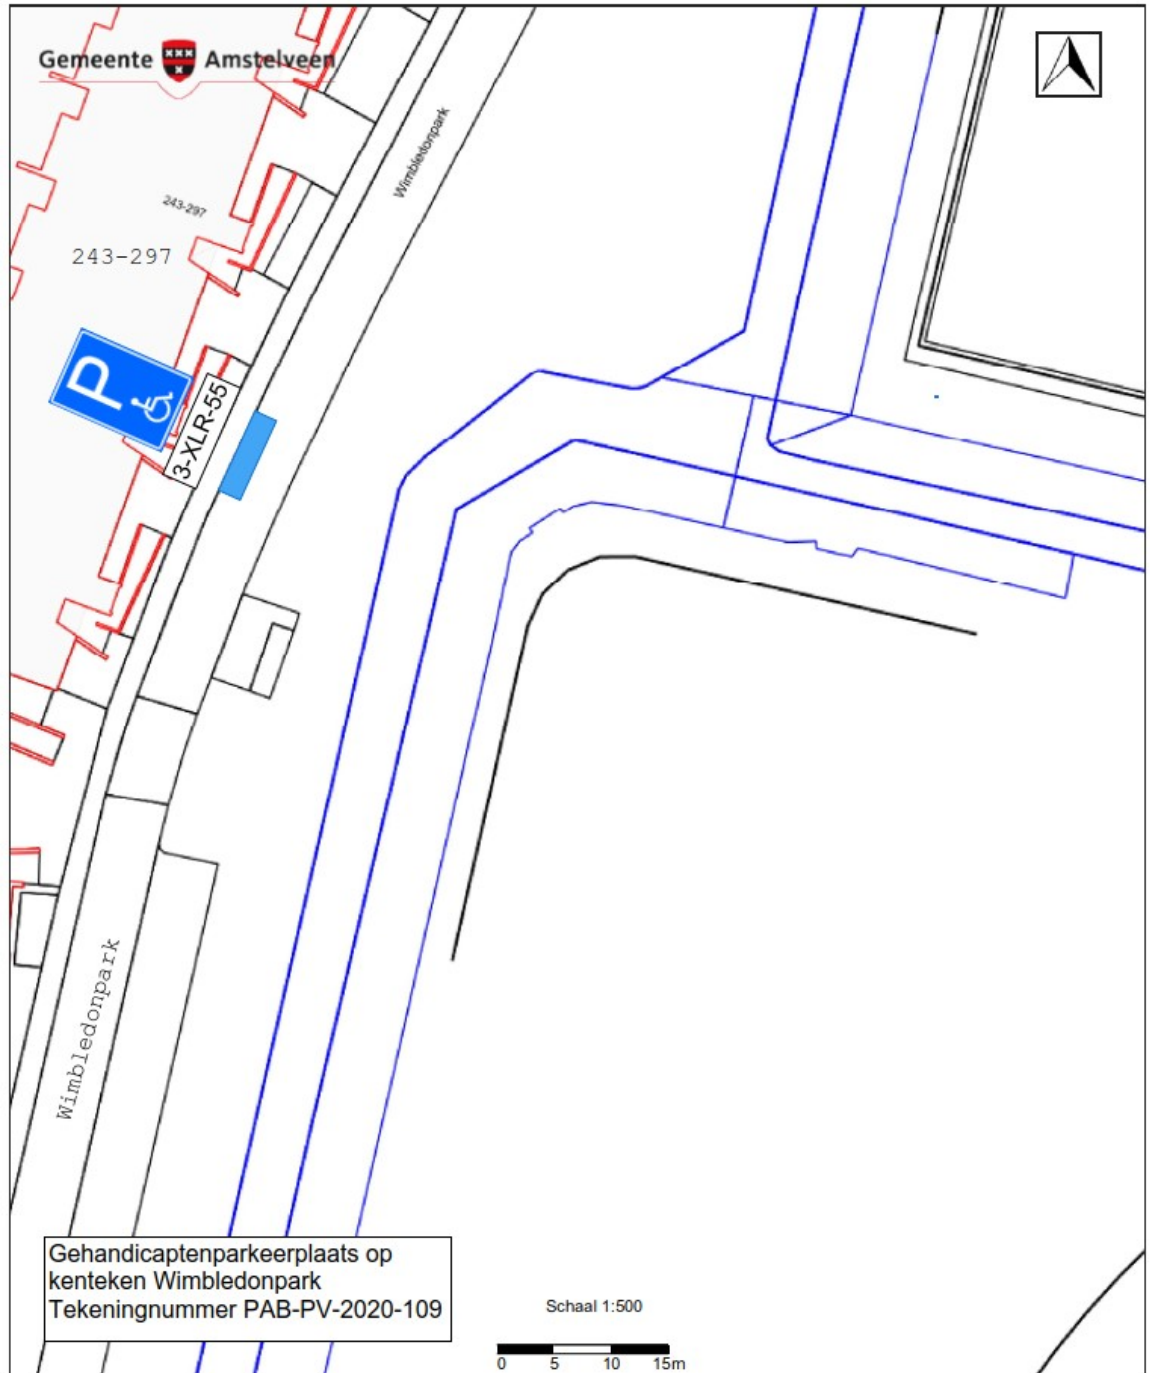 Gemeente Amstelveen
Wimbledonpark
243-297
243-297
P
3-XLR-55
Wimbledonpark
Gehandicaptenparkeerplaats op
kenteken Wimbledonpark
Tekeningnummer PAB-PV-2020-109
Schaal 1:500
0 5 10 15m